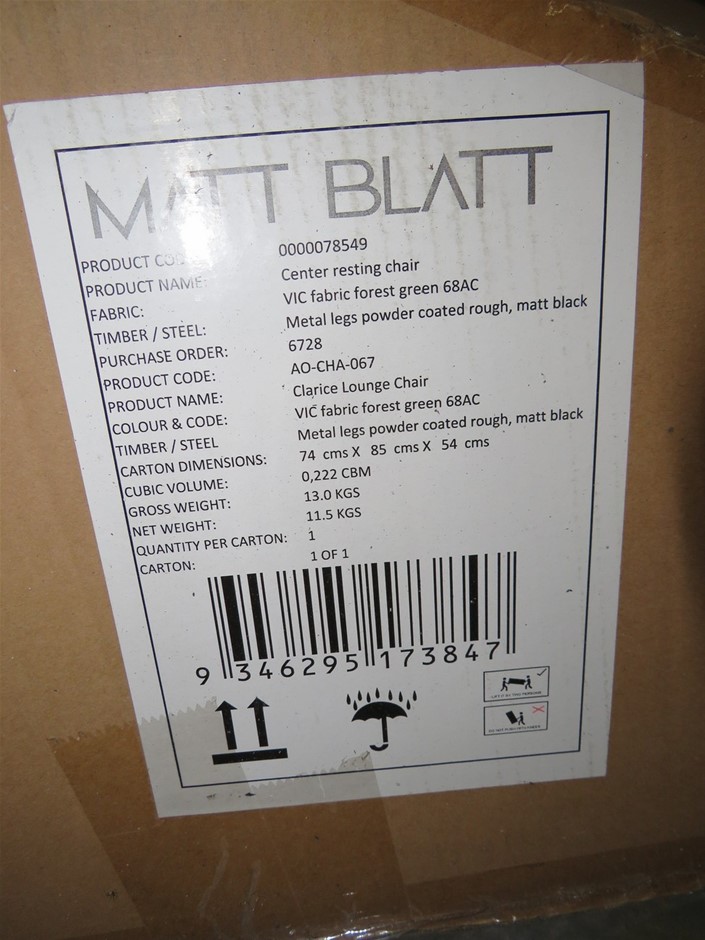 MATT BLATT
PRODUCT CO 0000078549
PRODUCT NAME: Center resting chair
FABRIC: VIC fabric forest green 68AC
TIMBER / STEEL: Metal legs powder coated rough, matt black
PURCHASE ORDER: 6728
PRODUCT CODE: AO-CHA-067
PRODUCT NAME: Clarice Lounge Chair
COLOUR & CODE: VIC fabric forest green 68AC
TIMBER / STEEL Metal legs powder coated rough, matt black
CARTON DIMENSIONS: 74 cms X 85 cms X 54 cms
CUBIC VOLUME: 0,222 CBM
GROSS WEIGHT: 13.0 KGS
NET WEIGHT: 11.5 KGS
QUANTITY PER CARTON: 1
CARTON: 1 OF 1
9 346295 173847